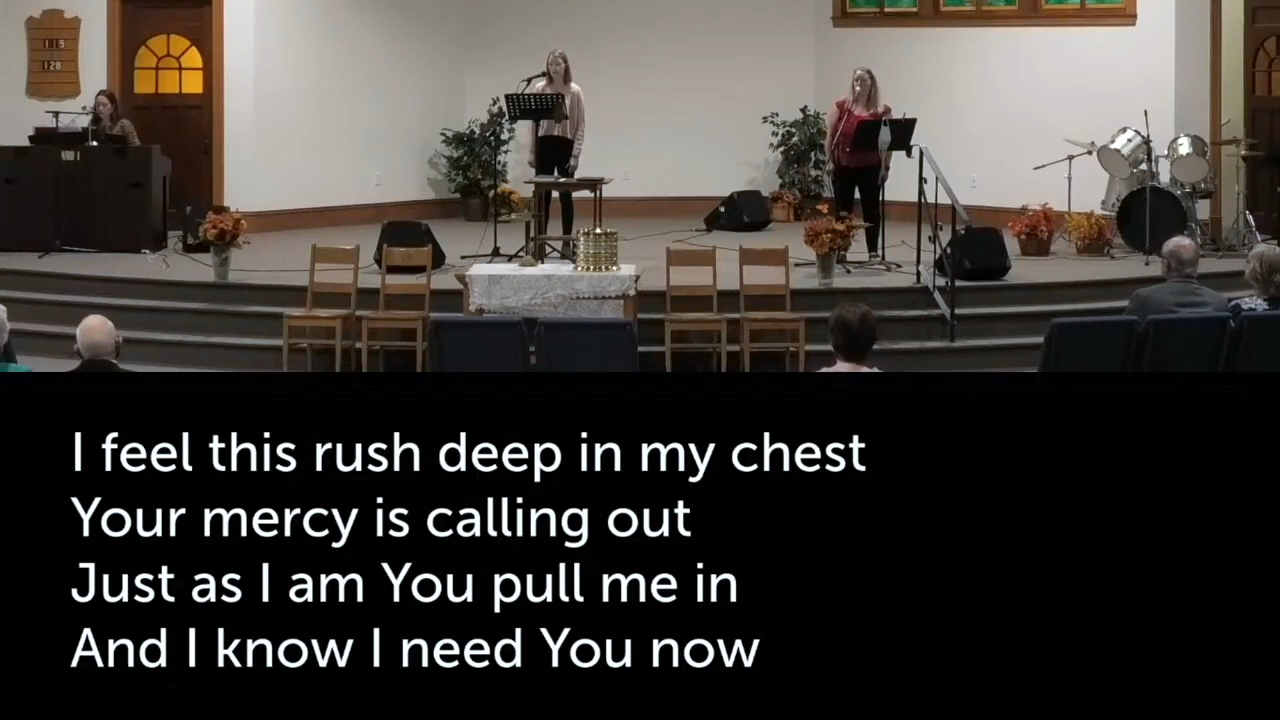 119
128
I feel this rush deep in my chest
Your mercy is calling out
Just as I am You pull me in
And I know I need You now